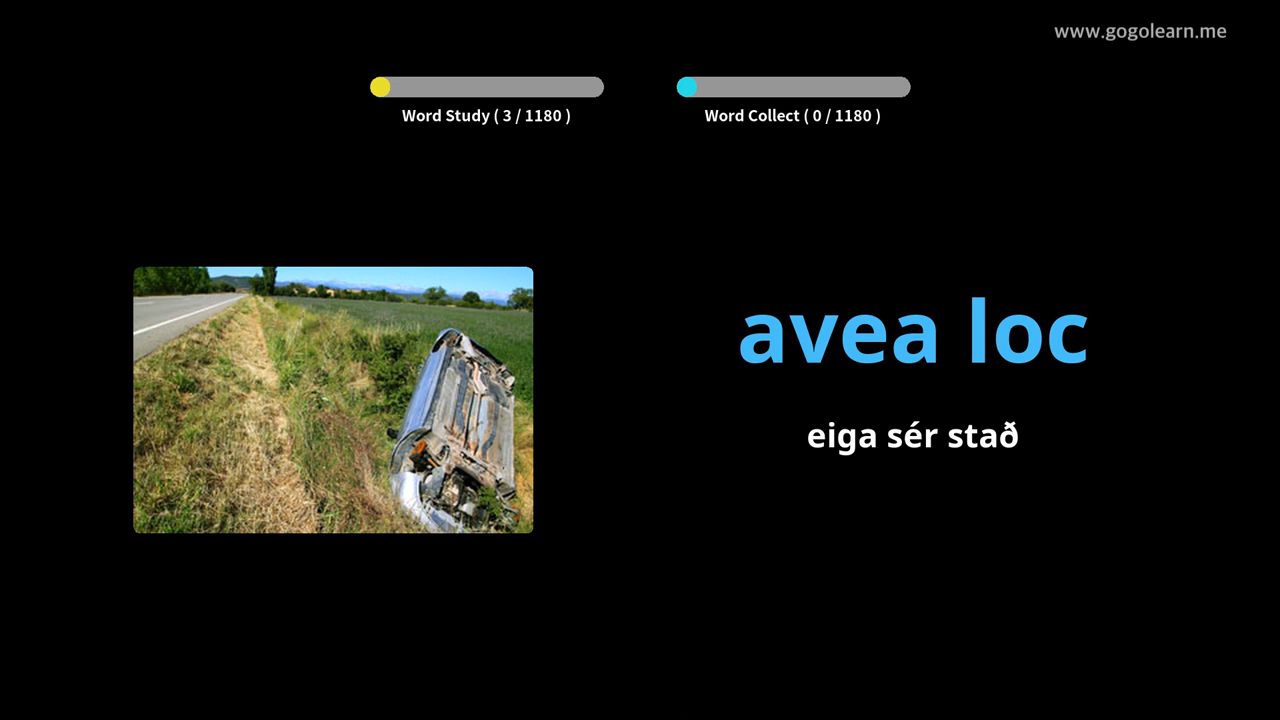 www.gogolearn.me
Word Study ( 3 / 1180 )
Word Collect ( 0 / 1180 )
avea loc
eiga sér stað